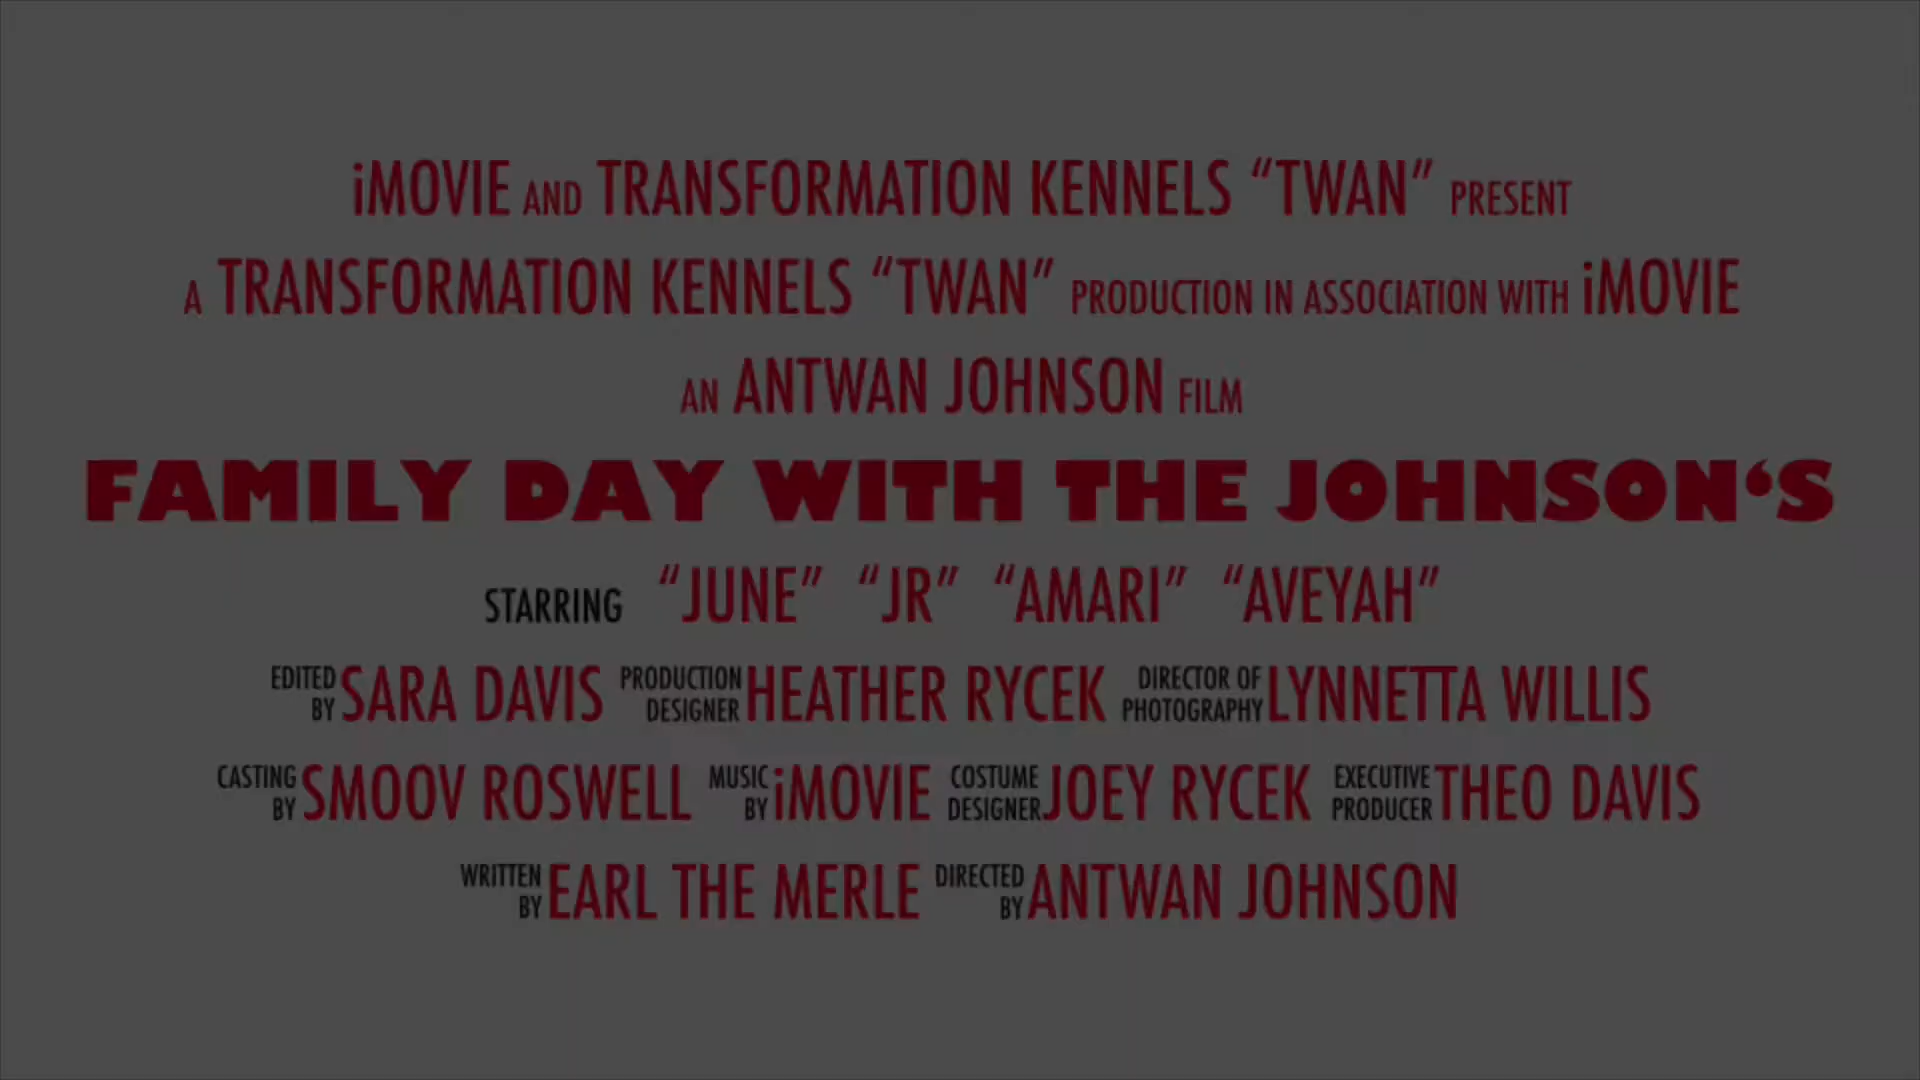 iMOVIE AND TRANSFORMATION KENNELS “TWAN” PRESENT
A TRANSFORMATION KENNELS “TWAN” PRODUCTION IN ASSOCIATION WITH iMOVIE
AN ANTWAN JOHNSON FILM
FAMILY DAY WITH THE JOHNSON‘S
STARRING “JUNE” “JR” “AMARI” “AVEYAH”
EDITED BY SARA DAVIS PRODUCTION DESIGNER HEATHER RYCEK DIRECTOR OF PHOTOGRAPHY LYNNETTA WILLIS
CASTING BY SMOOV ROSWELL MUSIC BY iMOVIE COSTUME DESIGNER JOEY RYCEK EXECUTIVE PRODUCER THEO DAVIS
WRITTEN BY EARL THE MERLE DIRECTED BY ANTWAN JOHNSON